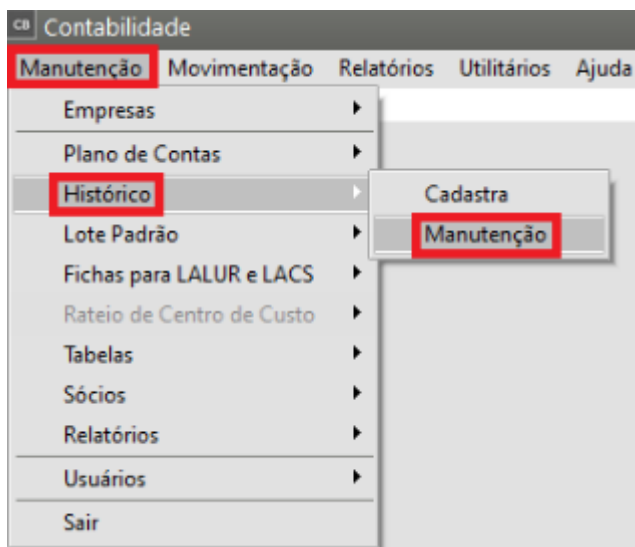 CB Contabilidade
Manutenção Movimentação Relatórios Utilitários Ajuda
Empresas
Plano de Contas
Histórico
Cadastra
Lote Padrão
Manutenção
Fichas para LALUR e LACS
Rateio de Centro de Custo
Tabelas
Sócios
Relatórios
Usuários
Sair